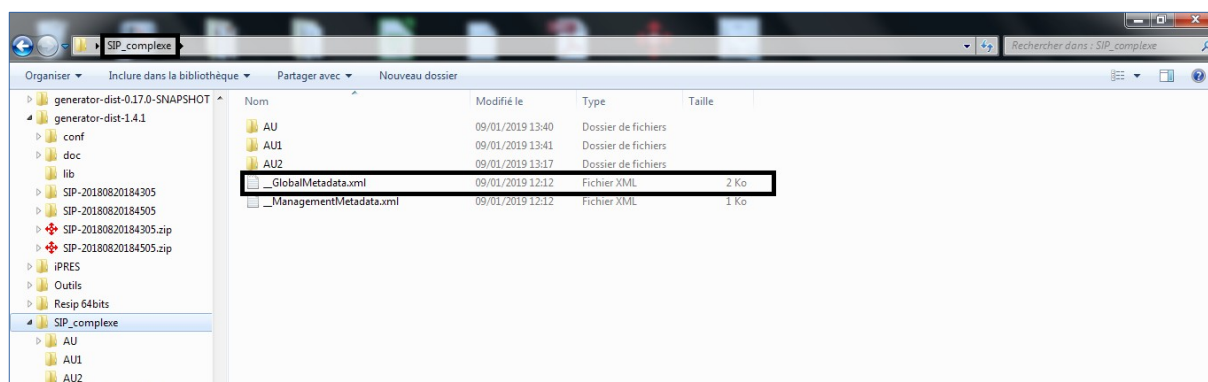 SIP_complexe
Rechercher dans : SIP_complexe
Organiser Inclure dans la bibliothèque Partager avec Nouveau dossier
generator-dist-0.17.0-SNAPSHOT
generator-dist-1.4.1
conf
doc
lib
SIP-20180820184305
SIP-20180820184505
SIP-20180820184305.zip
SIP-20180820184505.zip
iPRES
Outils
Resip 64bits
SIP_complexe
AU
AU1
AU2
Nom Modifié le Type Taille
AU 09/01/2019 13:40 Dossier de fichiers
AU1 09/01/2019 13:41 Dossier de fichiers
AU2 09/01/2019 13:17 Dossier de fichiers
__GlobalMetadata.xml 09/01/2019 12:12 Fichier XML 2 Ko
__ManagementMetadata.xml 09/01/2019 12:12 Fichier XML 1 Ko